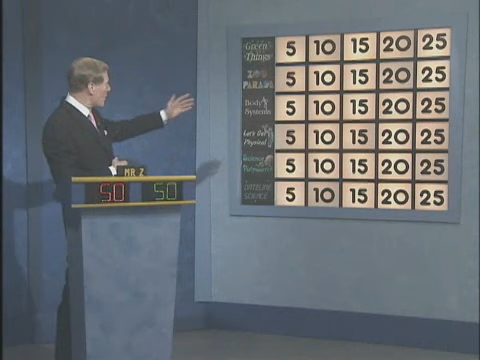 Green Things 5 10 15 20 25
ZOO PARADE 5 10 15 20 25
Body Systems 5 10 15 20 25
Let's Get Physical 5 10 15 20 25
5 10 15 20 25
DATELINE SCIENCE 5 10 15 20 25
MR Z
50 50